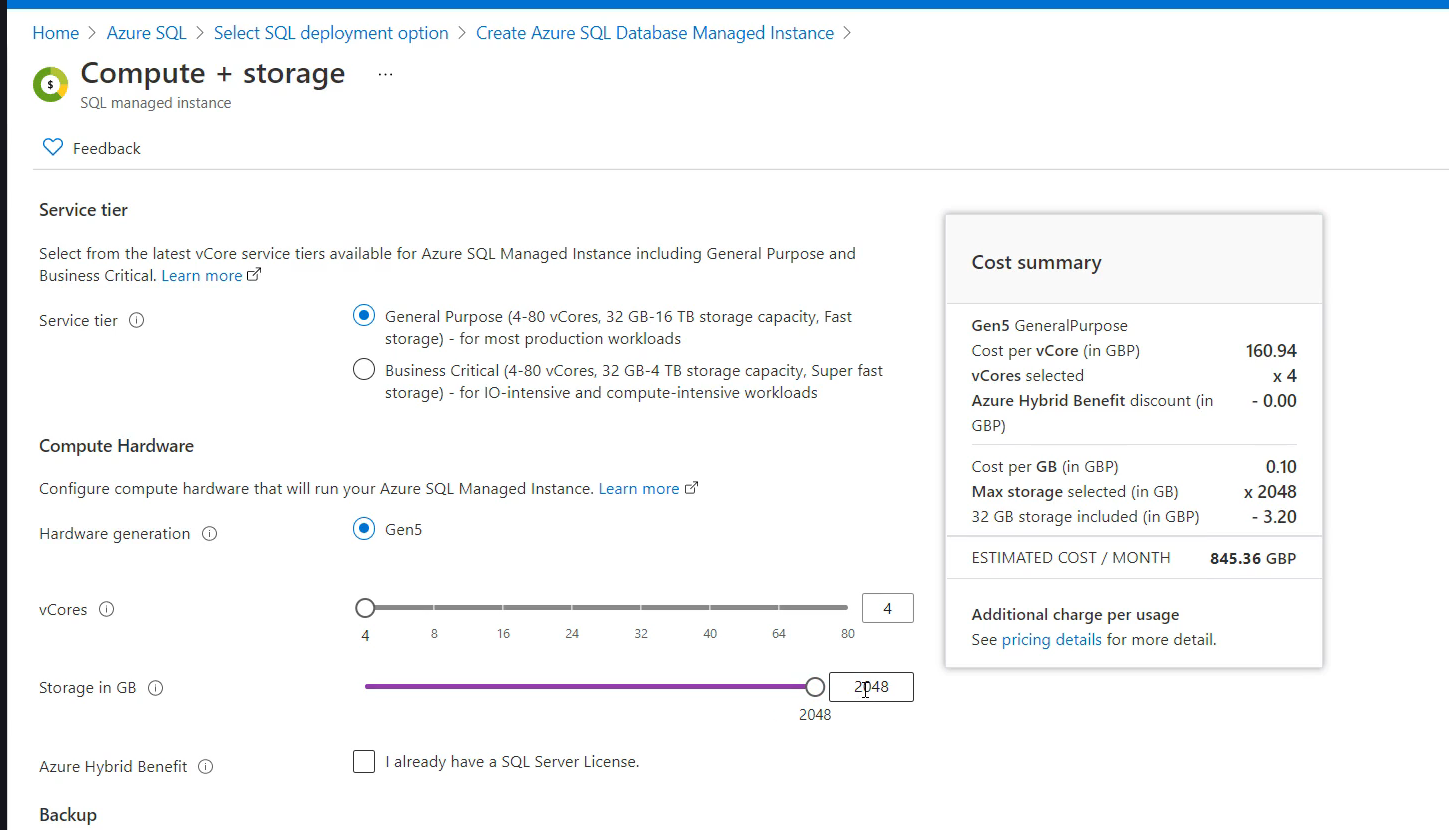 Home > Azure SQL > Select SQL deployment option > Create Azure SQL Database Managed Instance >
$
Compute + storage ...
SQL managed instance
Feedback
Service tier
Select from the latest vCore service tiers available for Azure SQL Managed Instance including General Purpose and
Business Critical. Learn more
Service tier
General Purpose (4-80 vCores, 32 GB-16 TB storage capacity, Fast
storage) - for most production workloads
Business Critical (4-80 vCores, 32 GB-4 TB storage capacity, Super fast
storage) - for IO-intensive and compute-intensive workloads
Compute Hardware
Configure compute hardware that will run your Azure SQL Managed Instance. Learn more
Hardware generation
Gen5
vCores
4
4 8 16 24 32 40 64 80
Storage in GB
2048
2048
Azure Hybrid Benefit
I already have a SQL Server License.
Backup
Cost summary
Gen5 GeneralPurpose
Cost per vCore (in GBP) 160.94
vCores selected x 4
Azure Hybrid Benefit discount (in - 0.00
GBP)
Cost per GB (in GBP) 0.10
Max storage selected (in GB) x 2048
32 GB storage included (in GBP) - 3.20
ESTIMATED COST / MONTH 845.36 GBP
Additional charge per usage
See pricing details for more detail.